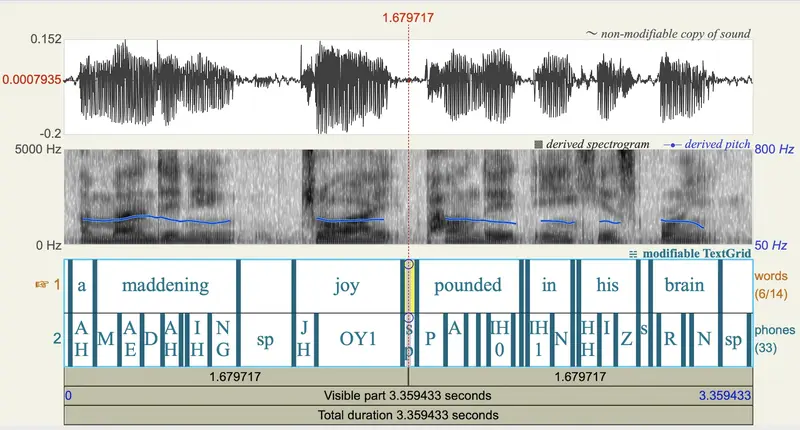 1.679717
0.152
〜 non-modifiable copy of sound
0.0007935
-0.2
5000 Hz
derived spectrogram
derived pitch
800 Hz
0 Hz
50 Hz
modifiable TextGrid
1
a maddening joy pounded in his brain
words
(6/14)
2
AH M AE D AH IH NG sp JH OY1 sp P A IH0 IH1 N HH I Z s R N sp
phones
(33)
1.679717 1.679717
0 Visible part 3.359433 seconds 3.359433
Total duration 3.359433 seconds